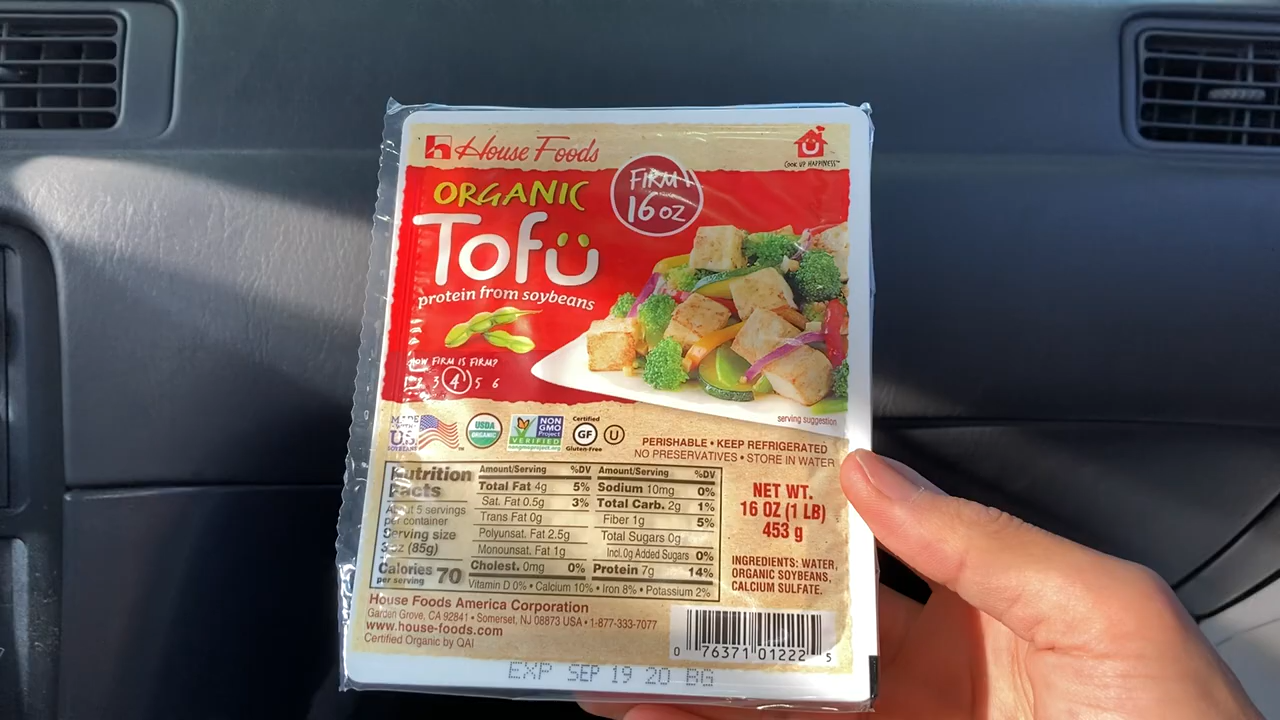 House Foods
COOK UP HAPPINESS™
FIRM
16 OZ
ORGANIC
Tofü
protein from soybeans
HOW FIRM IS FIRM?
1 2 3 4 5 6
serving suggestion
MADE
WITH
U.S.
SOYBEANS
USDA
ORGANIC
NON
GMO
Project
VERIFIED
nongmoproject.org
Certified
GF
Gluten-Free
U
PERISHABLE • KEEP REFRIGERATED
NO PRESERVATIVES • STORE IN WATER
Nutrition
Facts
About 5 servings
per container
Serving size
3 oz (85g)
Calories 70
per serving
Amount/Serving %DV
Total Fat 4g 5%
Sat. Fat 0.5g 3%
Trans Fat 0g
Polyunsat. Fat 2.5g
Monounsat. Fat 1g
Cholest. 0mg 0%
Amount/Serving %DV
Sodium 10mg 0%
Total Carb. 2g 1%
Fiber 1g 5%
Total Sugars 0g
Incl. 0g Added Sugars 0%
Protein 7g 14%
Vitamin D 0% • Calcium 10% • Iron 8% • Potassium 2%
NET WT.
16 OZ (1 LB)
453 g
INGREDIENTS: WATER,
ORGANIC SOYBEANS,
CALCIUM SULFATE.
House Foods America Corporation
Garden Grove, CA 92841 • Somerset, NJ 08873 USA • 1-877-333-7077
www.house-foods.com
Certified Organic by QAI
0 76371 01222 5
EXP SEP 19 20 BG